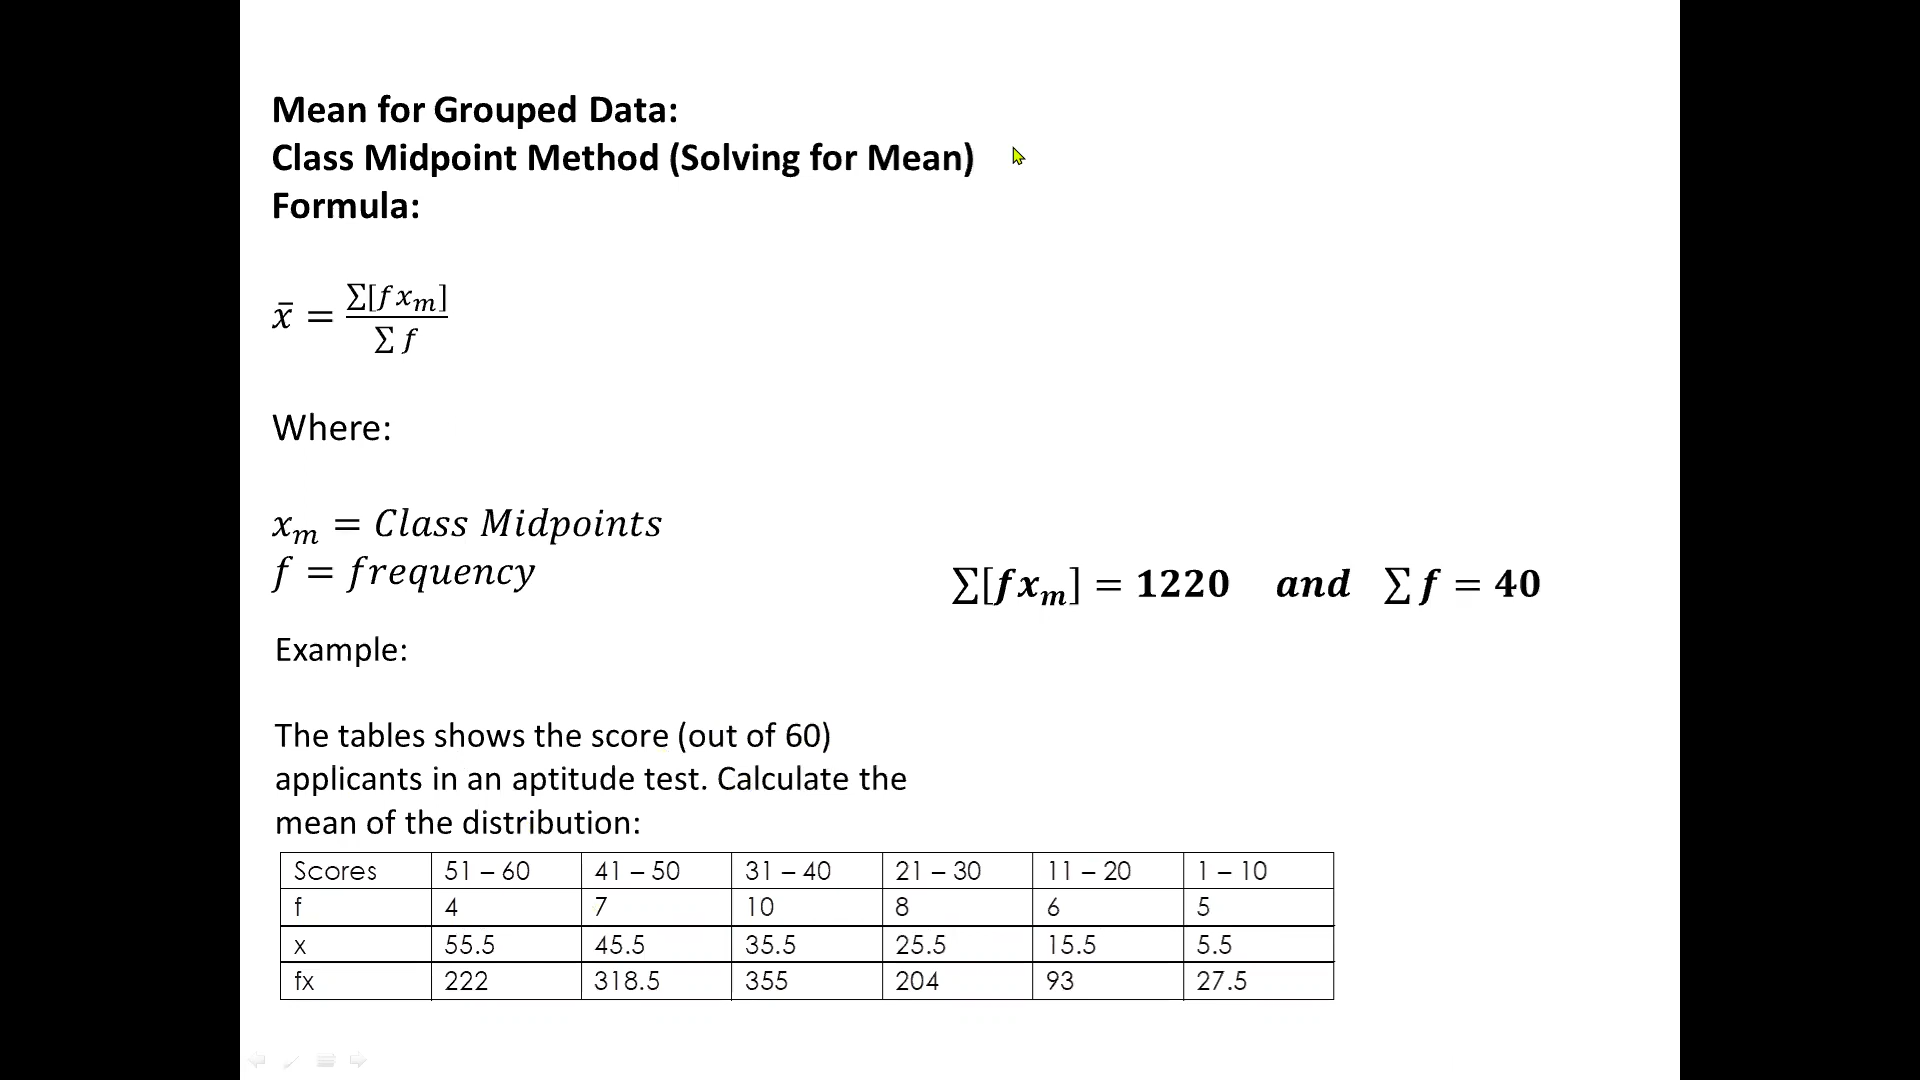 Mean for Grouped Data:
Class Midpoint Method (Solving for Mean)
Formula:
x̄ = ∑[fxₘ] / ∑ f
Where:
xₘ = Class Midpoints
f = frequency
∑[fxₘ] = 1220 and ∑ f = 40
Example:
The tables shows the score (out of 60)
applicants in an aptitude test. Calculate the
mean of the distribution:
Scores 51 – 60 41 – 50 31 – 40 21 – 30 11 – 20 1 – 10
f 4 7 10 8 6 5
x 55.5 45.5 35.5 25.5 15.5 5.5
fx 222 318.5 355 204 93 27.5